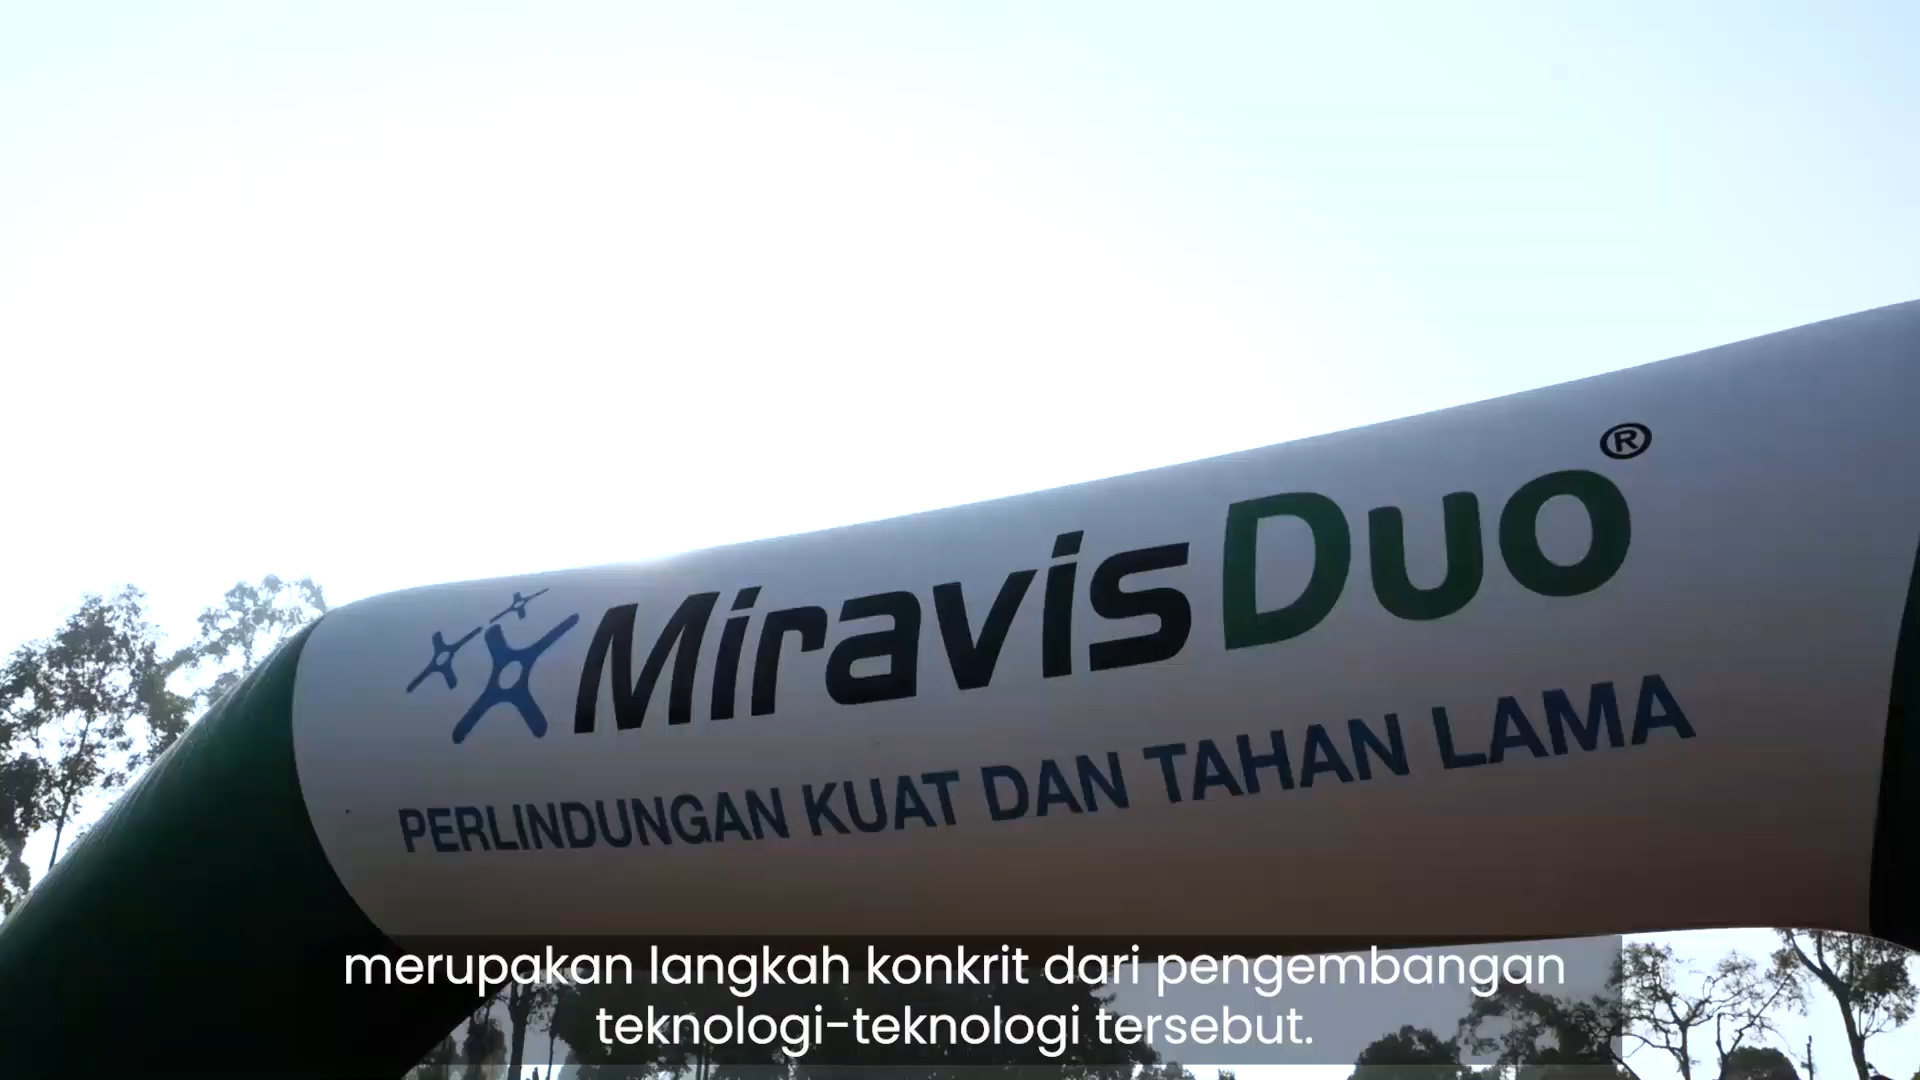 MiravisDuo®
PERLINDUNGAN KUAT DAN TAHAN LAMA
merupakan langkah konkrit dari pengembangan
teknologi-teknologi tersebut.